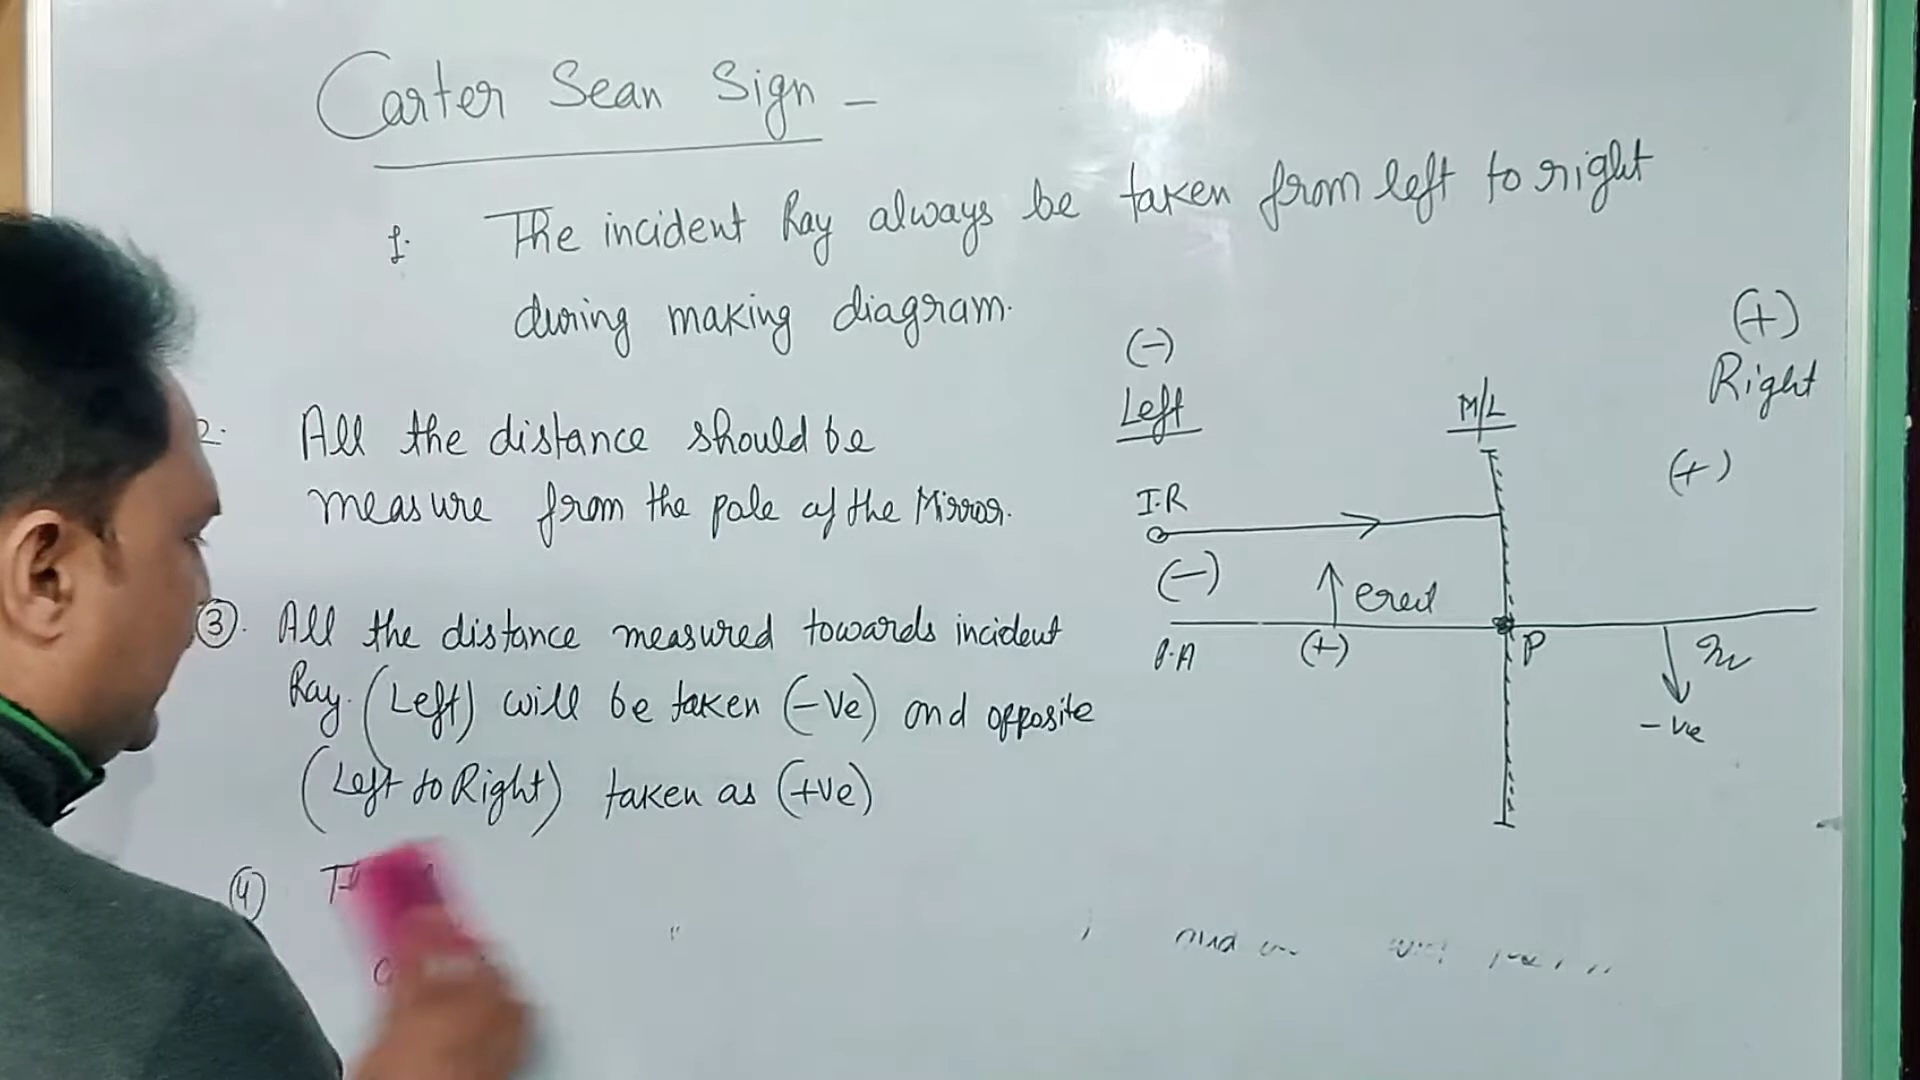 Carter Sean Sign -
1. The incident Ray always be taken from left to right
during making diagram.
2. All the distance should be
measure from the pole of the Mirror.
③. All the distance measured towards incident
Ray. (Left) will be taken (-ve) and opposite
(Left to Right) taken as (+ve)
④
(-)
Left
M/L
(+)
Right
(+)
I.R
(-)
erect
P.A
(+)
P
-ve